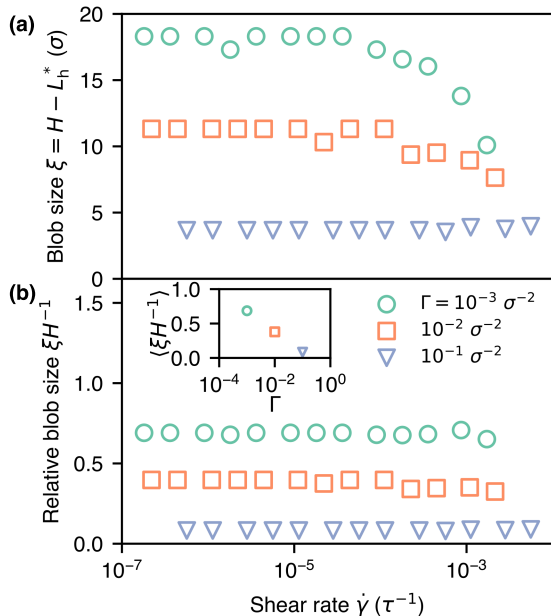 (a)
Blob size ξ = H − L*h (σ)
20
15
10
5
0
(b)
Relative blob size ξH⁻¹
1.5
1.0
0.5
0.0
⟨ξH⁻¹⟩
1.0
0.5
0.0
10⁻⁴ 10⁻² 10⁰
Γ
Γ = 10⁻³ σ⁻²
10⁻² σ⁻²
10⁻¹ σ⁻²
10⁻⁷ 10⁻⁵ 10⁻³
Shear rate γ̇ (τ⁻¹)